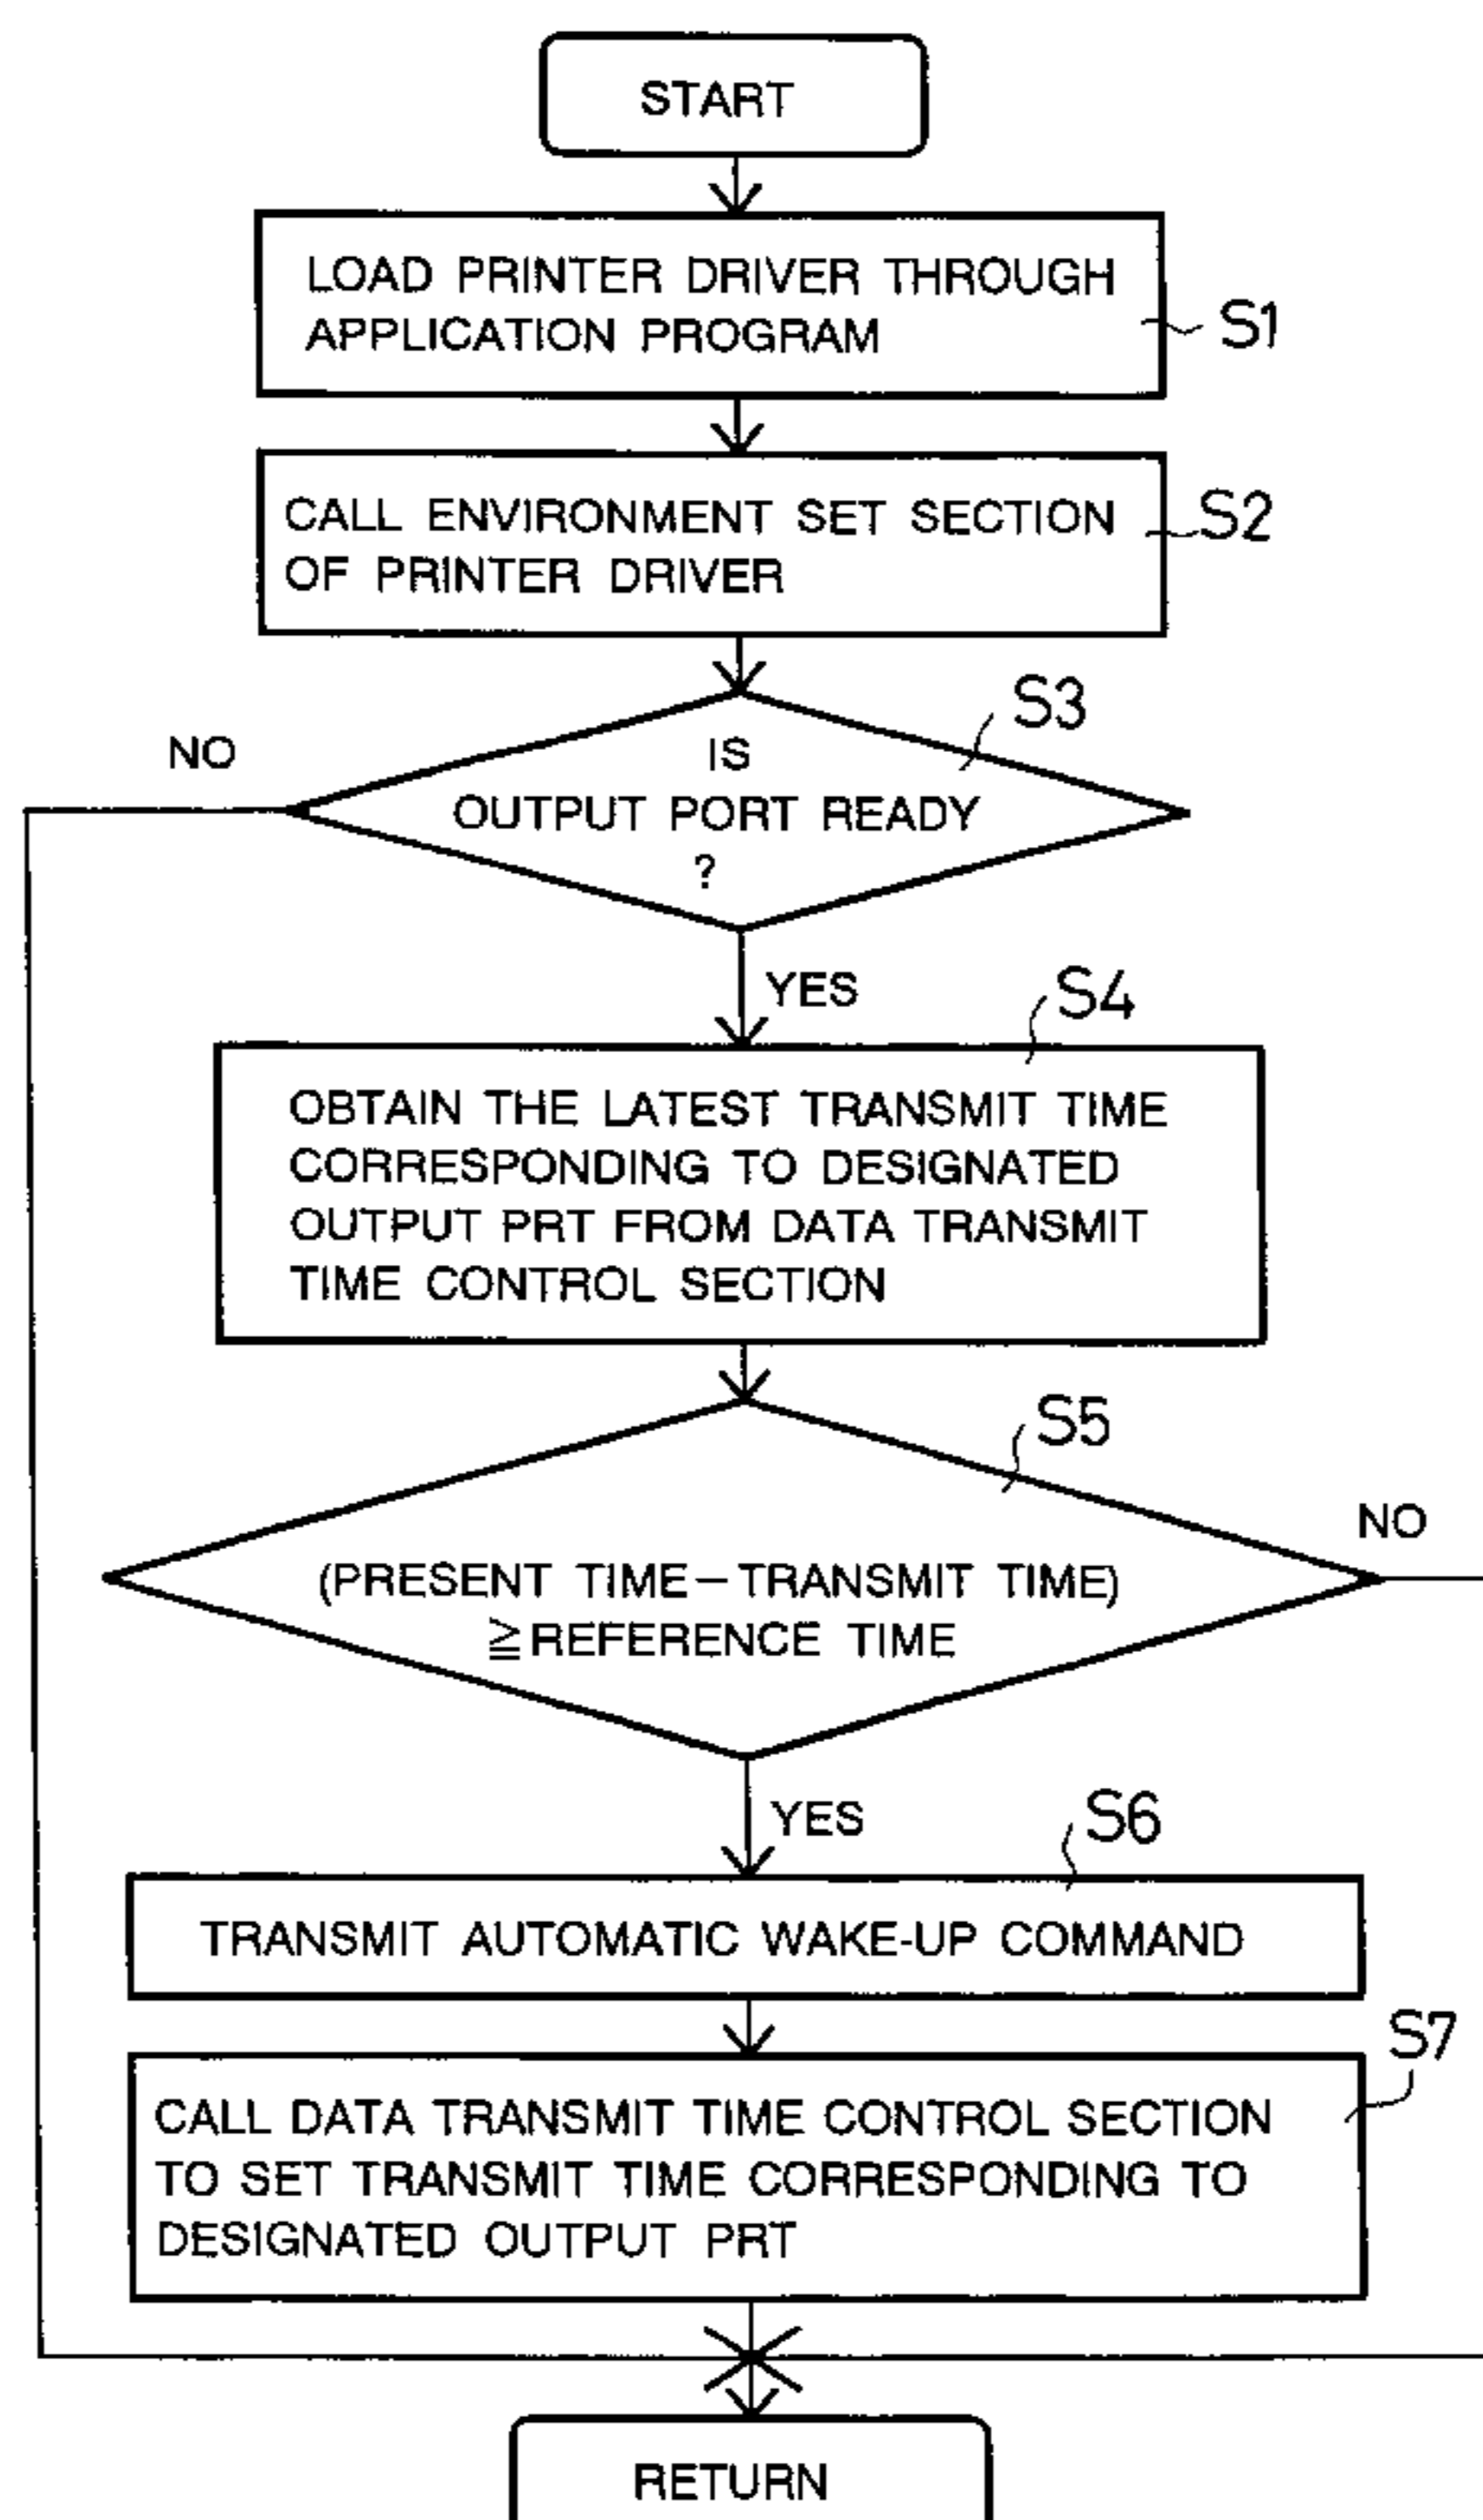 START
LOAD PRINTER DRIVER THROUGH
APPLICATION PROGRAM
S1
CALL ENVIRONMENT SET SECTION
OF PRINTER DRIVER
S2
S3
NO
IS
OUTPUT PORT READY
?
YES
S4
OBTAIN THE LATEST TRANSMIT TIME
CORRESPONDING TO DESIGNATED
OUTPUT PRT FROM DATA TRANSMIT
TIME CONTROL SECTION
S5
NO
(PRESENT TIME—TRANSMIT TIME)
≧REFERENCE TIME
YES
S6
TRANSMIT AUTOMATIC WAKE-UP COMMAND
S7
CALL DATA TRANSMIT TIME CONTROL SECTION
TO SET TRANSMIT TIME CORRESPONDING TO
DESIGNATED OUTPUT PRT
RETURN